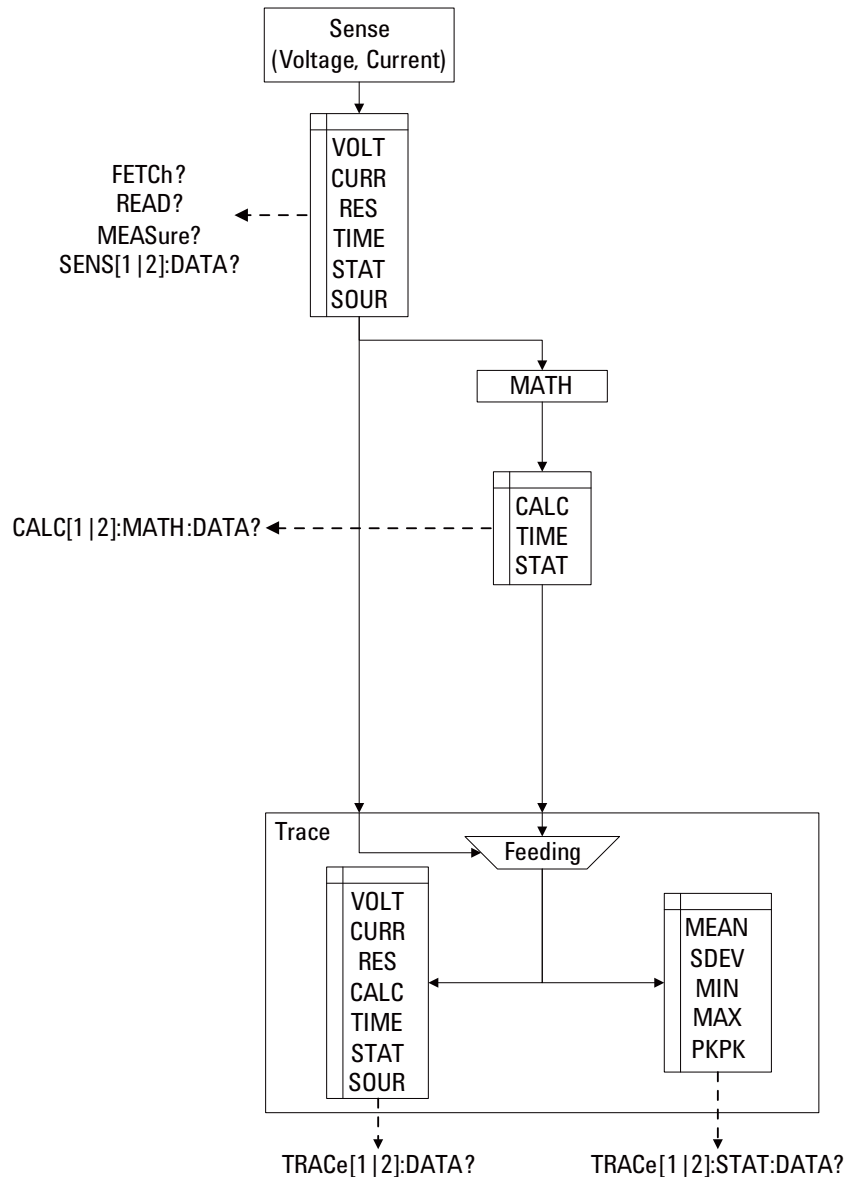 Sense
(Voltage, Current)
VOLT
CURR
RES
TIME
STAT
SOUR
FETCh?
READ?
MEASure?
SENS[1|2]:DATA?
MATH
CALC
TIME
STAT
CALC[1|2]:MATH:DATA?
Trace
Feeding
VOLT
CURR
RES
CALC
TIME
STAT
SOUR
MEAN
SDEV
MIN
MAX
PKPK
TRACe[1|2]:DATA?
TRACe[1|2]:STAT:DATA?